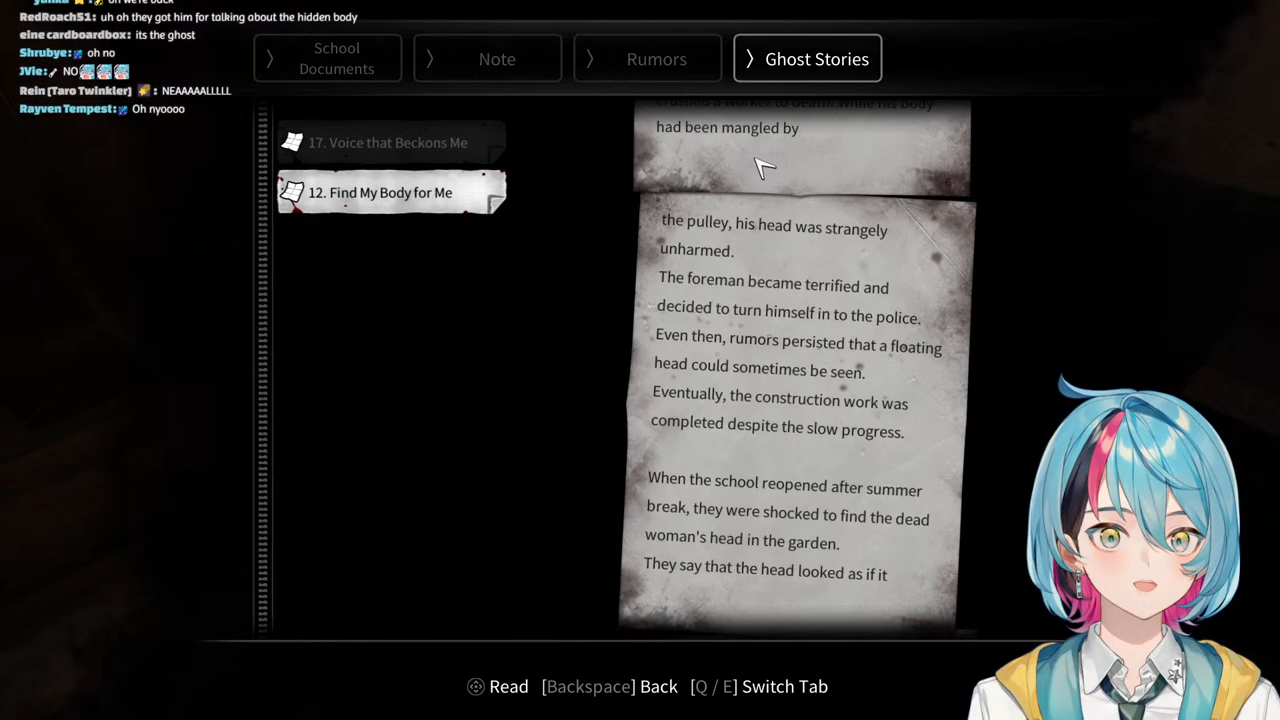 oh we're back
RedRoach51: uh oh they got him for talking about the hidden body
eine cardboardbox: its the ghost
Shrubye: oh no
JVie: NO
Rein [Taro Twinkler] : NEAAAAALLLLL
Rayven Tempest: Oh nyoooo
School Documents
Note
Rumors
Ghost Stories
17. Voice that Beckons Me
12. Find My Body for Me
had been mangled by
the pulley, his head was strangely
unharmed.
The foreman became terrified and
decided to turn himself in to the police.
Even then, rumors persisted that a floating
head could sometimes be seen.
Eventually, the construction work was
completed despite the slow progress.
When the school reopened after summer
break, they were shocked to find the dead
woman's head in the garden.
They say that the head looked as if it
Read [Backspace] Back [Q / E] Switch Tab